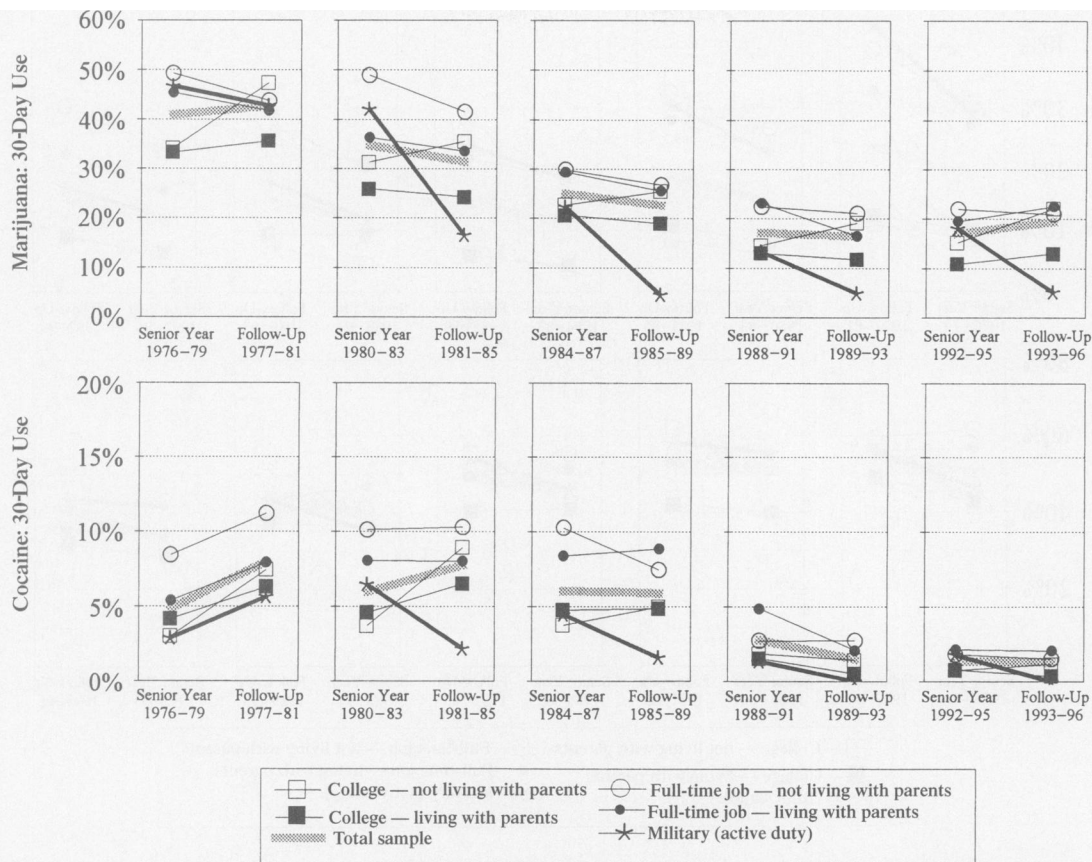 Marijuana: 30-Day Use
60%
50%
40%
30%
20%
10%
0%
Senior Year Follow-Up Senior Year Follow-Up Senior Year Follow-Up Senior Year Follow-Up Senior Year Follow-Up
1976–79 1977–81 1980–83 1981–85 1984–87 1985–89 1988–91 1989–93 1992–95 1993–96
Cocaine: 30-Day Use
20%
15%
10%
5%
0%
Senior Year Follow-Up Senior Year Follow-Up Senior Year Follow-Up Senior Year Follow-Up Senior Year Follow-Up
1976–79 1977–81 1980–83 1981–85 1984–87 1985–89 1988–91 1989–93 1992–95 1993–96
College — not living with parents
College — living with parents
Total sample
Full-time job — not living with parents
Full-time job — living with parents
Military (active duty)